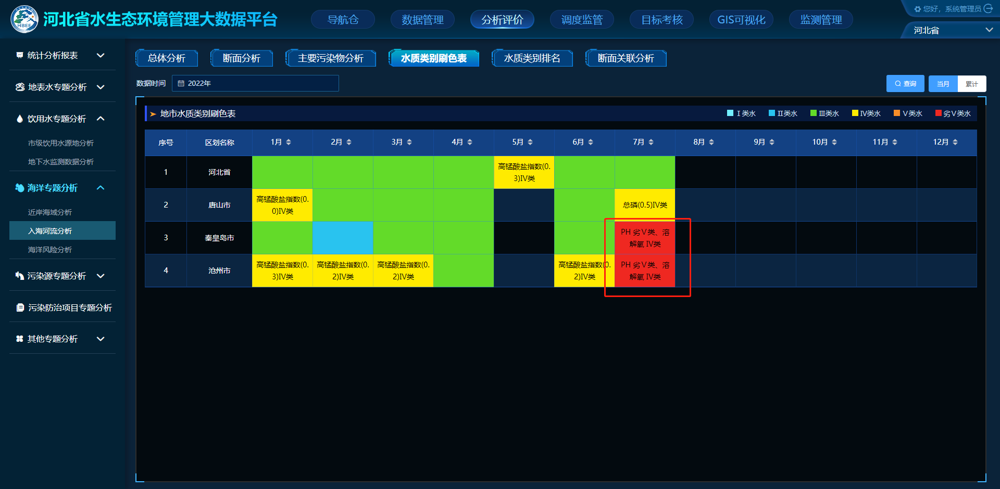 HBEE
河北省水生态环境管理大数据平台
导航仓
数据管理
分析评价
调度监管
目标考核
GIS可视化
监测管理
您好，系统管理员
河北省
统计分析报表
地表水专题分析
饮用水专题分析
市级饮用水源地分析
地下水监测数据分析
海洋专题分析
近岸海域分析
入海河流分析
海洋风险分析
污染源专题分析
污染防治项目专题分析
其他专题分析
总体分析
断面分析
主要污染物分析
水质类别刷色表
水质类别排名
断面关联分析
数据时间
2022年
查询
当月
累计
地市水质类别刷色表
Ⅰ类水
Ⅱ类水
Ⅲ类水
Ⅳ类水
Ⅴ类水
劣Ⅴ类水
序号 区划名称 1月 2月 3月 4月 5月 6月 7月 8月 9月 10月 11月 12月
1 河北省
高锰酸盐指数(0.
3)Ⅳ类
2 唐山市
高锰酸盐指数(0.
0)Ⅳ类
总磷(0.5)Ⅳ类
3 秦皇岛市
PH 劣Ⅴ类、溶
解氧 Ⅳ类
4 沧州市
高锰酸盐指数(0.
3)Ⅳ类
高锰酸盐指数(0.
2)Ⅳ类
高锰酸盐指数(0.
2)Ⅳ类
高锰酸盐指数(0.
2)Ⅳ类
PH 劣Ⅴ类、溶
解氧 Ⅳ类